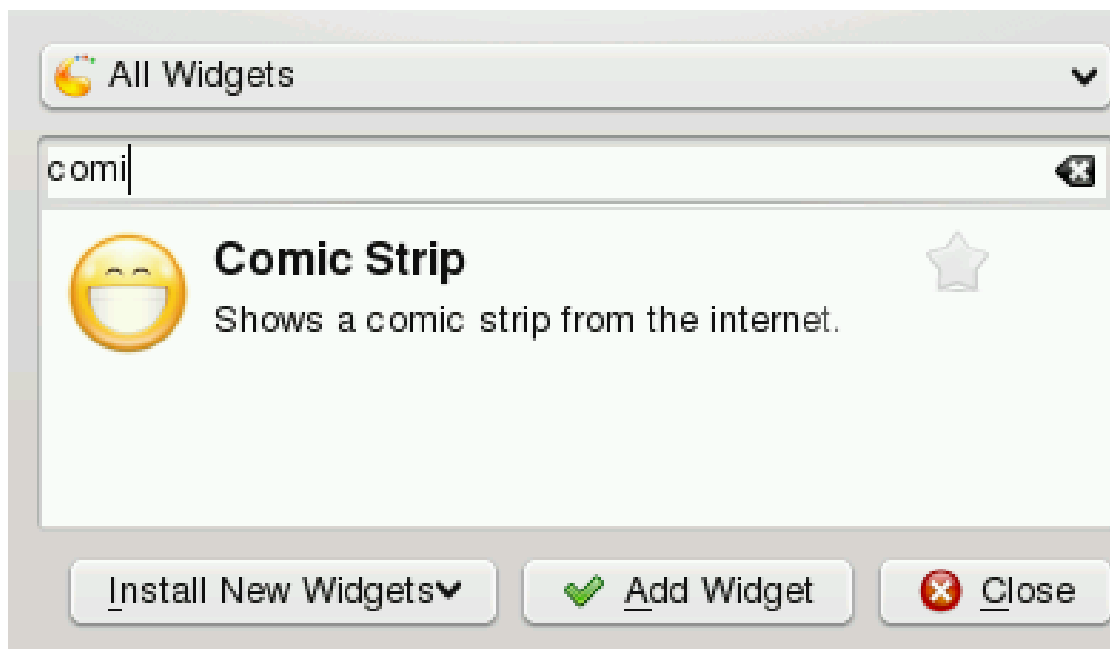 All Widgets
comi
Comic Strip
Shows a comic strip from the internet.
Install New Widgets Add Widget Close